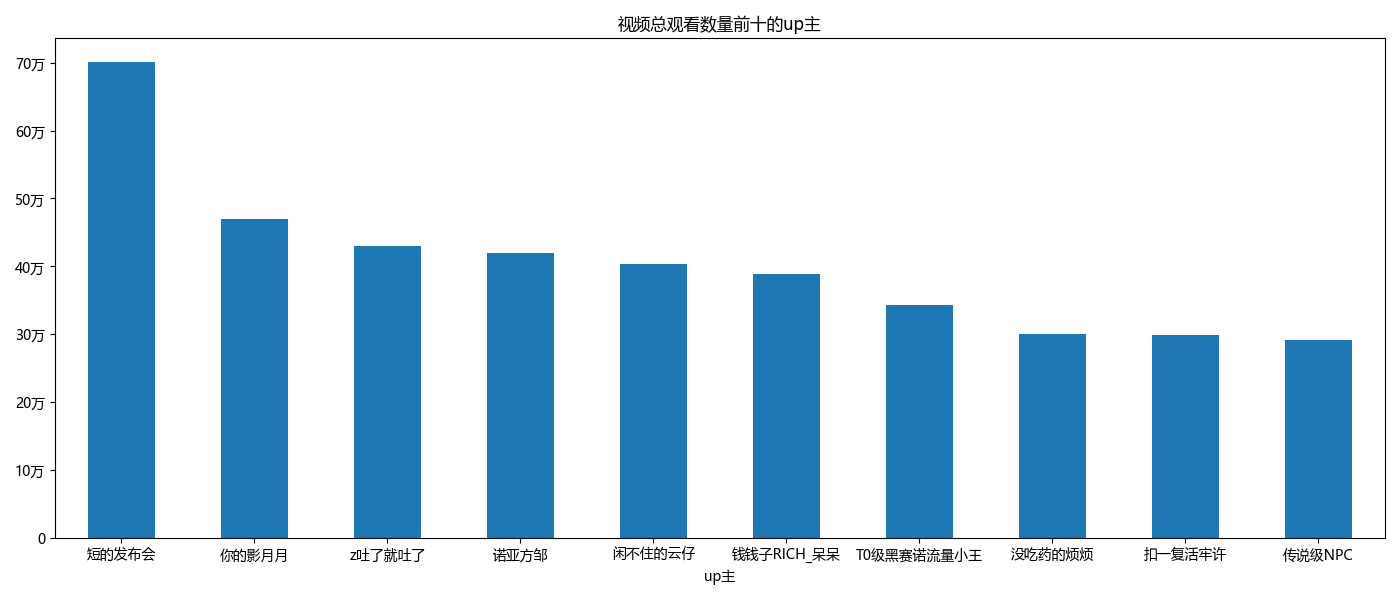 视频总观看数量前十的up主
70万
60万
50万
40万
30万
20万
10万
0
短的发布会 你的影月月 z吐了就吐了 诺亚方邹 闲不住的云仔 钱钱子RICH_呆呆 T0级黑赛诺流量小王 没吃药的烦烦 扣一复活牢许 传说级NPC
up主